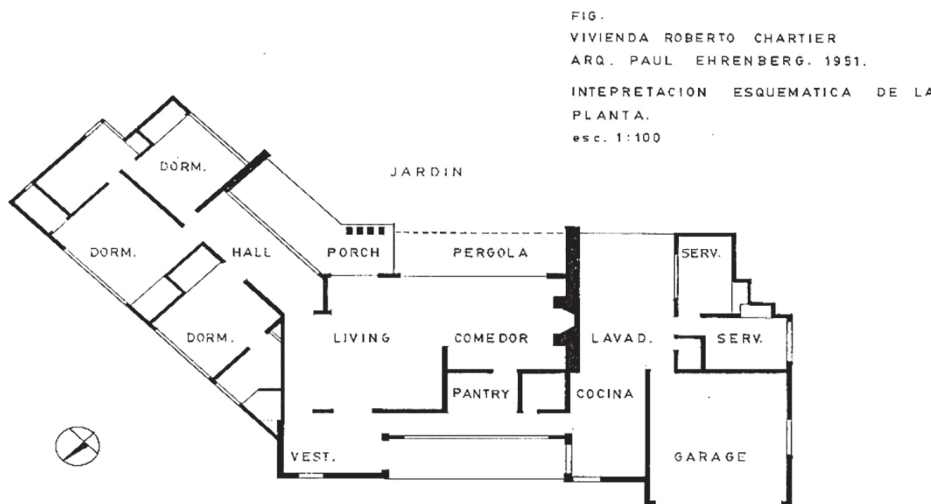 FIG.
VIVIENDA ROBERTO CHARTIER
ARQ. PAUL EHRENBERG. 1951.
INTEPRETACION ESQUEMATICA DE LA
PLANTA.
esc. 1:100
JARDIN
DORM.
DORM.
HALL
PORCH
PERGOLA
SERV.
DORM.
LIVING
COMEDOR
LAVAD.
SERV.
PANTRY
COCINA
VEST.
GARAGE